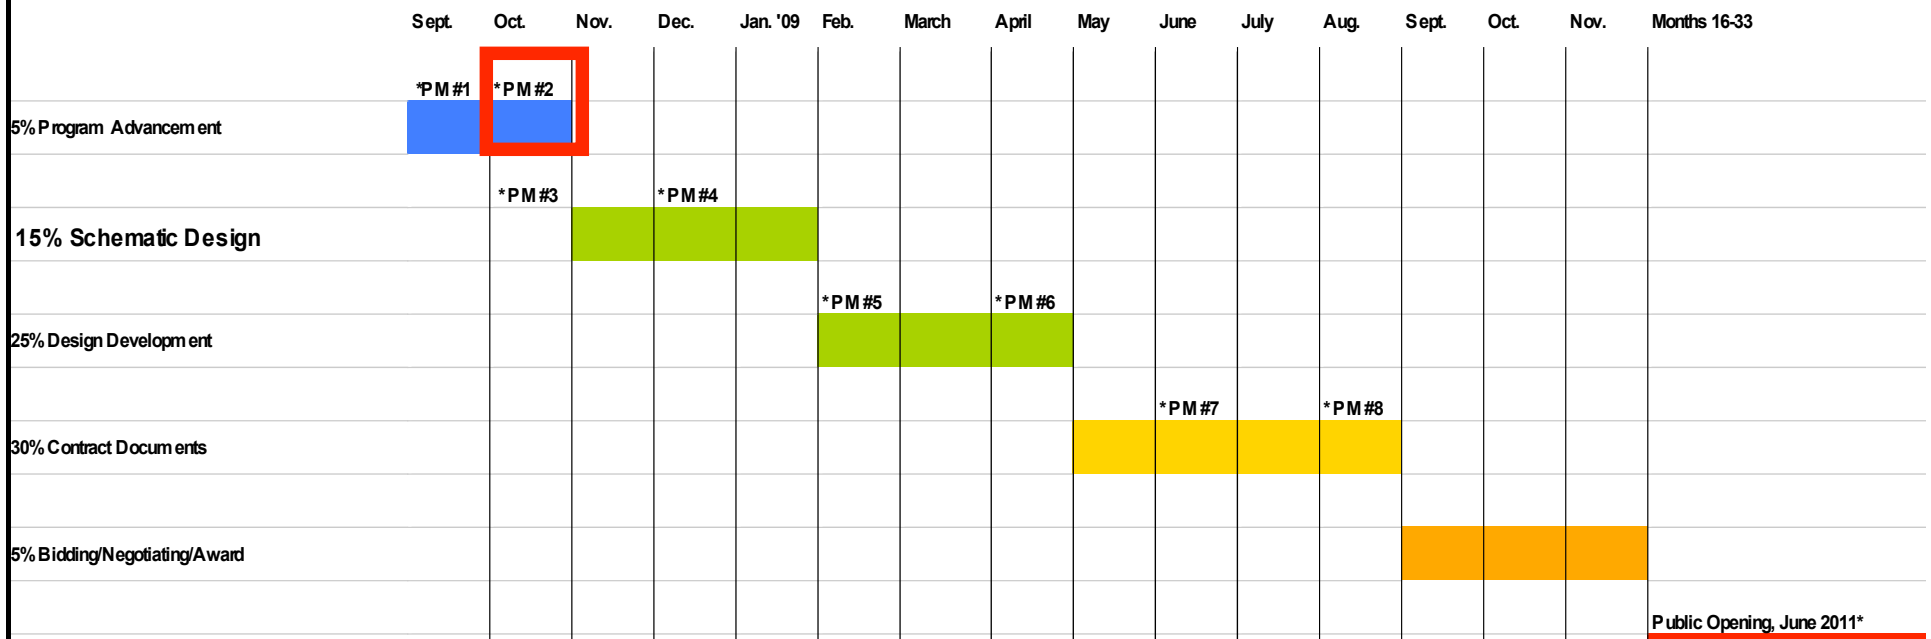 Sept. Oct. Nov. Dec. Jan. '09 Feb. March April May June July Aug. Sept. Oct. Nov. Months 16-33
*PM #1 *PM #2
5% Program Advancement
*PM #3 *PM #4
15% Schematic Design
*PM #5 *PM #6
25% Design Development
*PM #7 *PM #8
30% Contract Documents
5% Bidding/Negotiating/Award
Public Opening, June 2011*